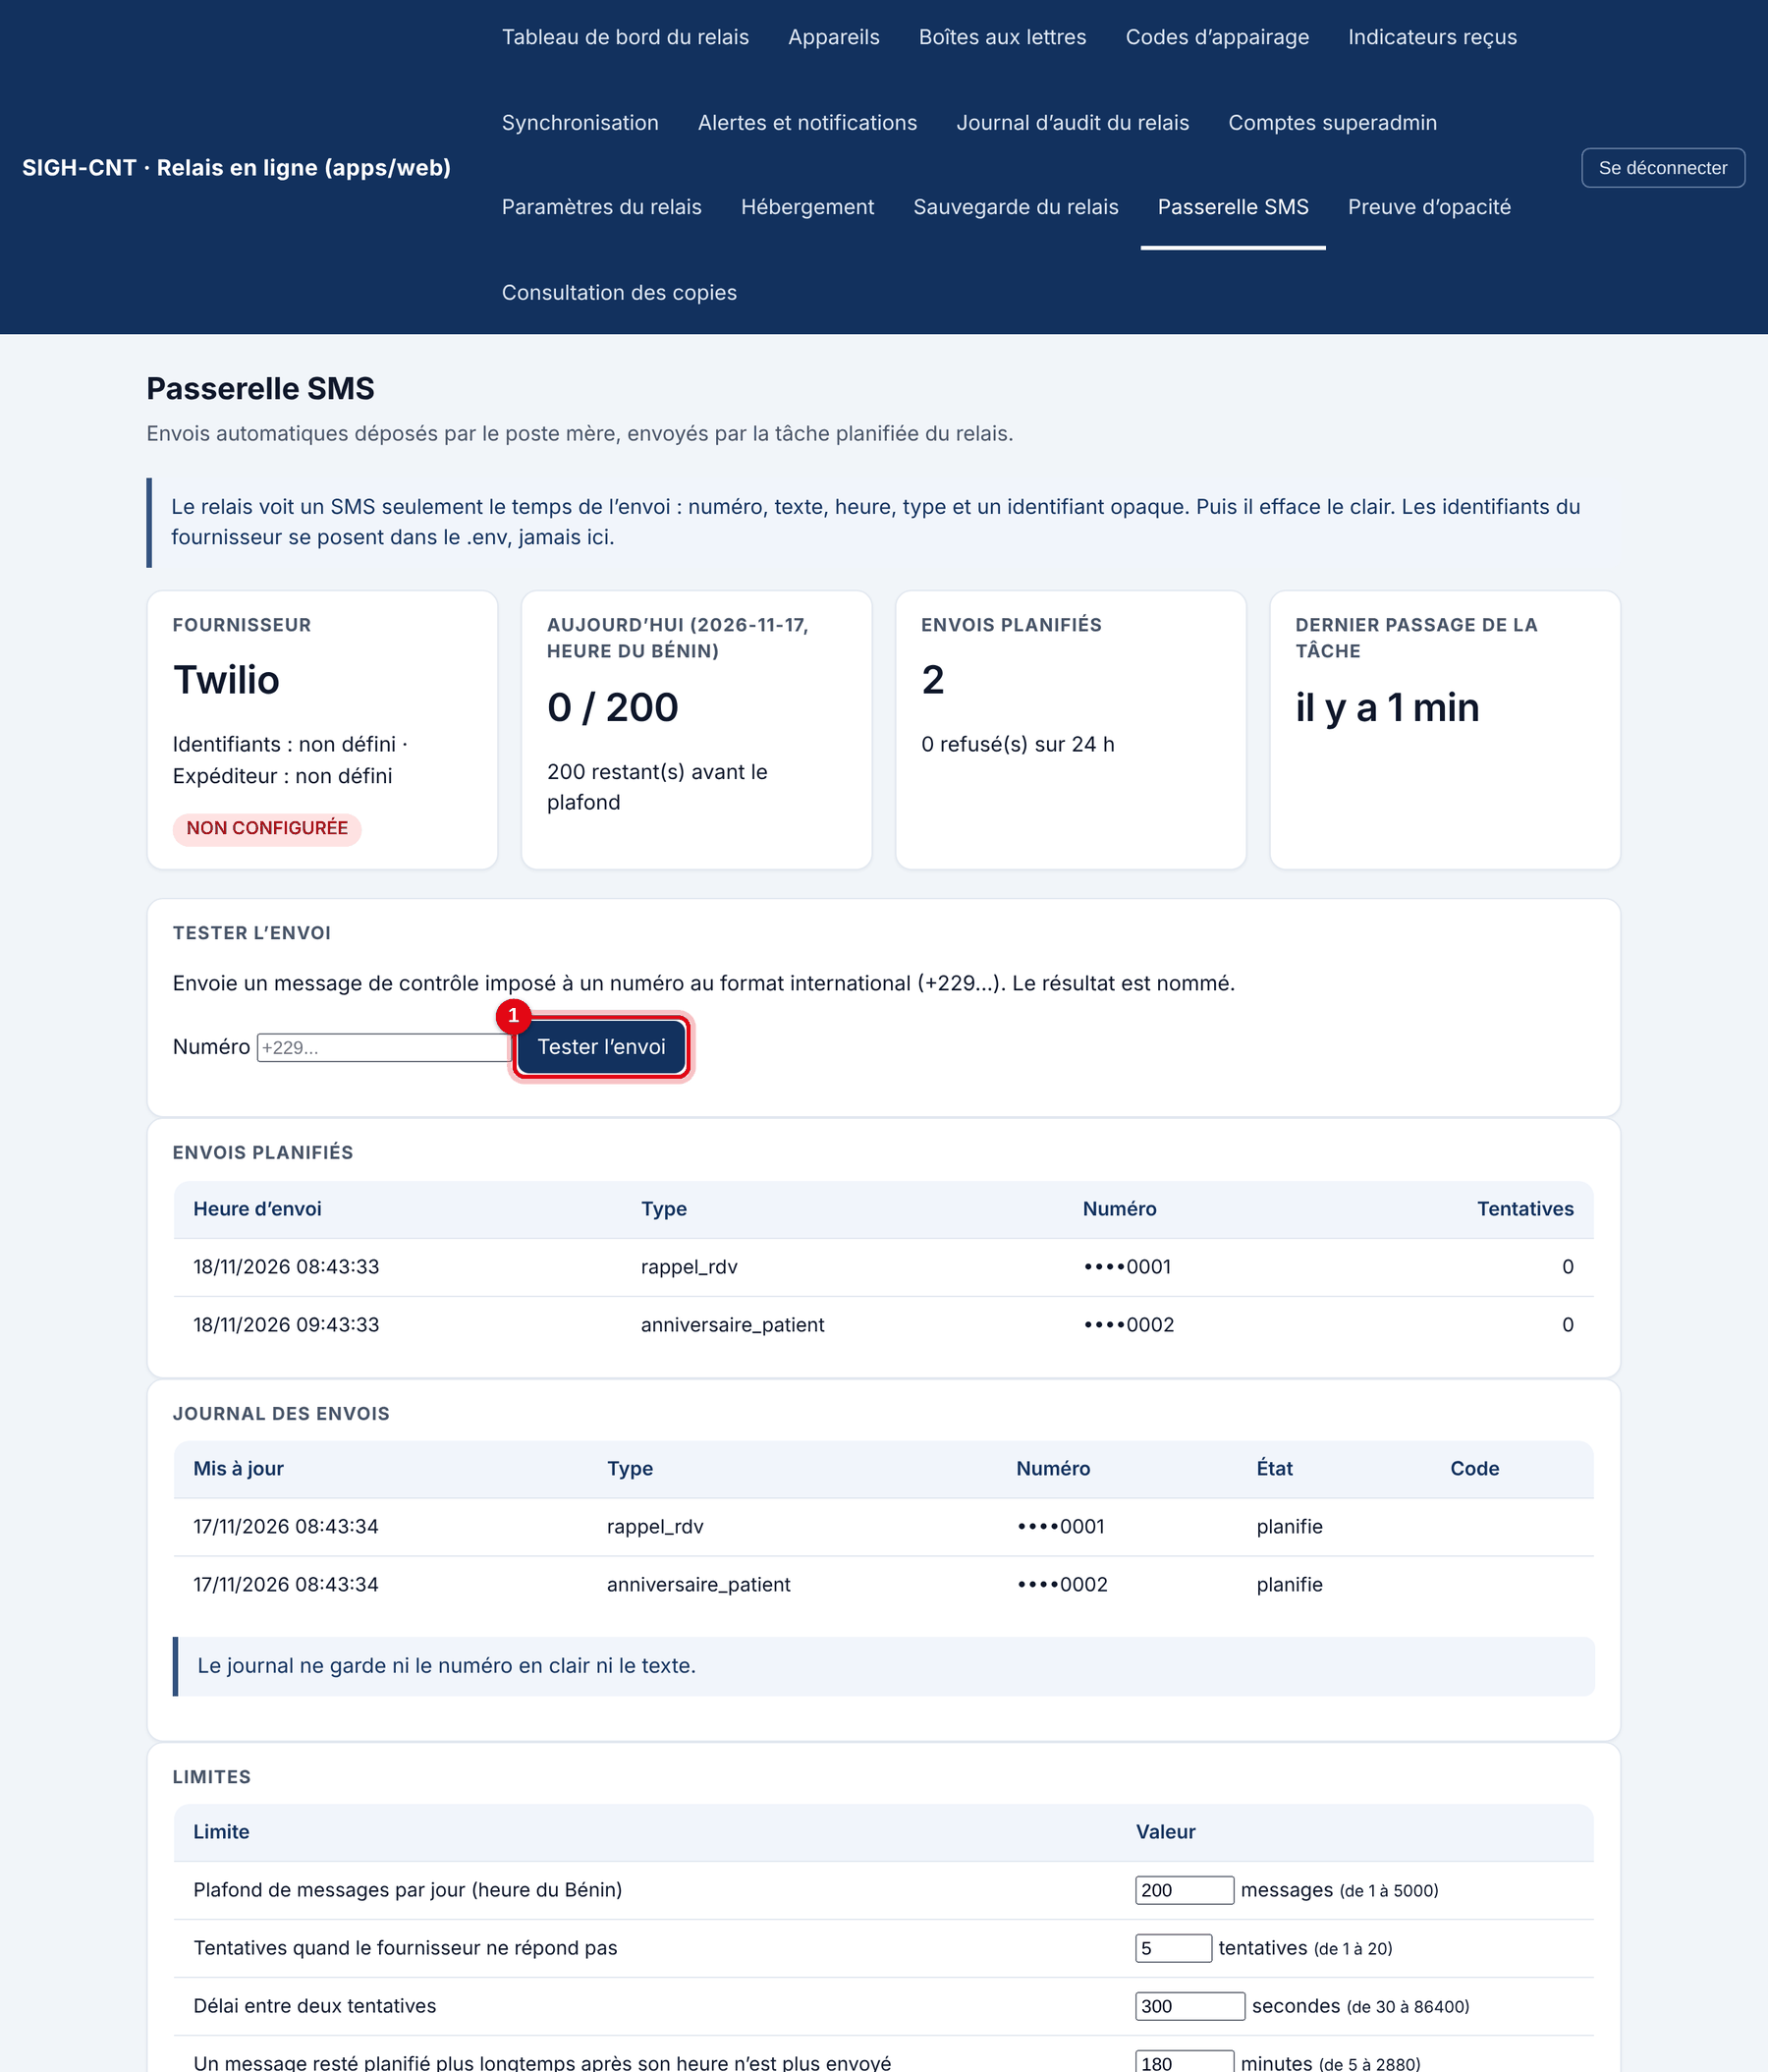 Tableau de bord du relais Appareils Boîtes aux lettres Codes d’appairage Indicateurs reçus
Synchronisation Alertes et notifications Journal d’audit du relais Comptes superadmin
SIGH-CNT · Relais en ligne (apps/web)
Se déconnecter
Paramètres du relais Hébergement Sauvegarde du relais Passerelle SMS Preuve d’opacité
Consultation des copies
Passerelle SMS
Envois automatiques déposés par le poste mère, envoyés par la tâche planifiée du relais.
Le relais voit un SMS seulement le temps de l’envoi : numéro, texte, heure, type et un identifiant opaque. Puis il efface le clair. Les identifiants du
fournisseur se posent dans le .env, jamais ici.
FOURNISSEUR
Twilio
Identifiants : non défini ·
Expéditeur : non défini
NON CONFIGURÉE
AUJOURD’HUI (2026-11-17,
HEURE DU BÉNIN)
0 / 200
200 restant(s) avant le
plafond
ENVOIS PLANIFIÉS
2
0 refusé(s) sur 24 h
DERNIER PASSAGE DE LA
TÂCHE
il y a 1 min
TESTER L’ENVOI
Envoie un message de contrôle imposé à un numéro au format international (+229…). Le résultat est nommé.
1
Numéro +229… Tester l’envoi
ENVOIS PLANIFIÉS
Heure d’envoi Type Numéro Tentatives
18/11/2026 08:43:33 rappel_rdv ••••0001 0
18/11/2026 09:43:33 anniversaire_patient ••••0002 0
JOURNAL DES ENVOIS
Mis à jour Type Numéro État Code
17/11/2026 08:43:34 rappel_rdv ••••0001 planifie
17/11/2026 08:43:34 anniversaire_patient ••••0002 planifie
Le journal ne garde ni le numéro en clair ni le texte.
LIMITES
Limite Valeur
Plafond de messages par jour (heure du Bénin) 200 messages (de 1 à 5000)
Tentatives quand le fournisseur ne répond pas 5 tentatives (de 1 à 20)
Délai entre deux tentatives 300 secondes (de 30 à 86400)
Un message resté planifié plus longtemps après son heure n’est plus envoyé 180 minutes (de 5 à 2880)